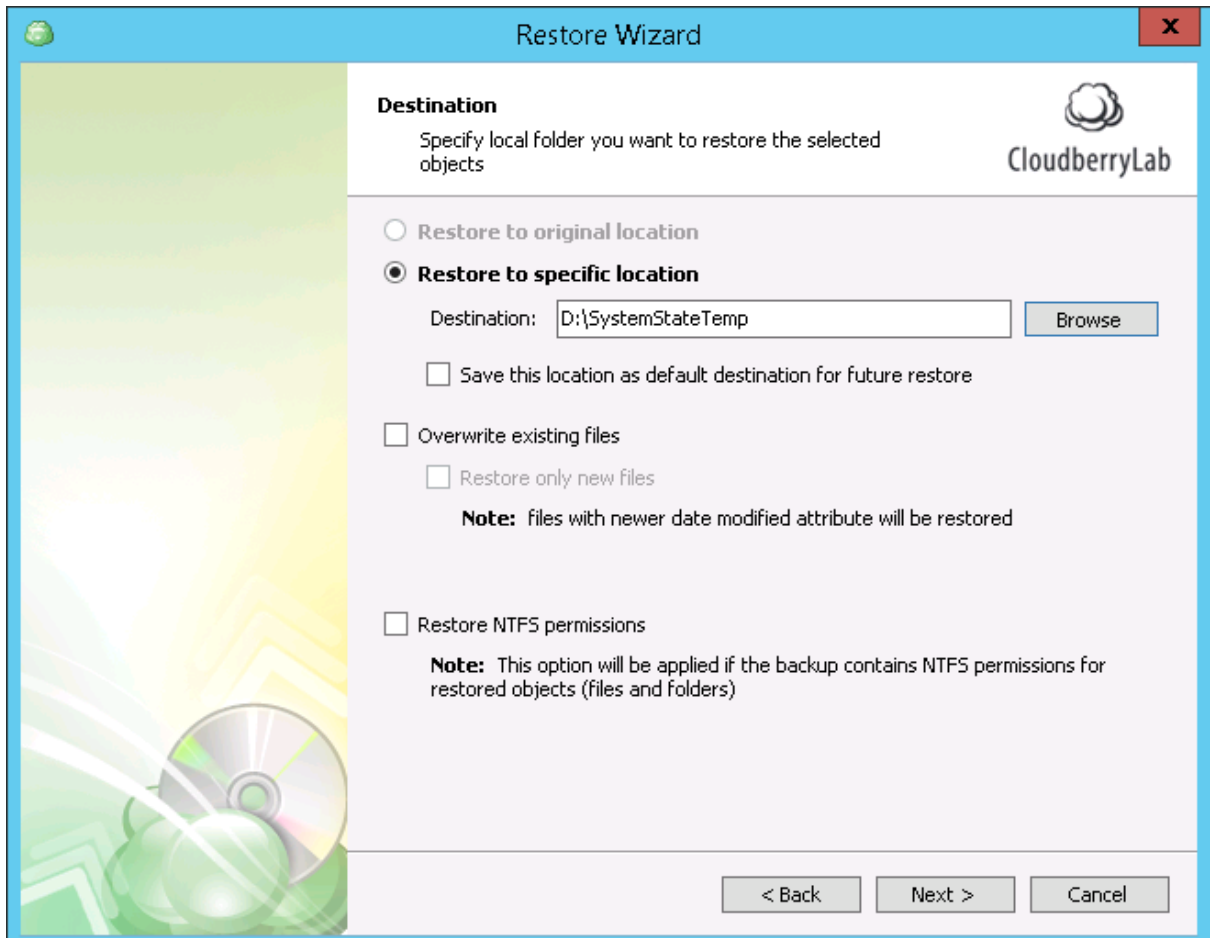 Restore Wizard
x
Destination
Specify local folder you want to restore the selected
objects
CloudberryLab
Restore to original location
Restore to specific location
Destination: D:\SystemStateTemp Browse
Save this location as default destination for future restore
Overwrite existing files
Restore only new files
Note: files with newer date modified attribute will be restored
Restore NTFS permissions
Note: This option will be applied if the backup contains NTFS permissions for
restored objects (files and folders)
< Back Next > Cancel